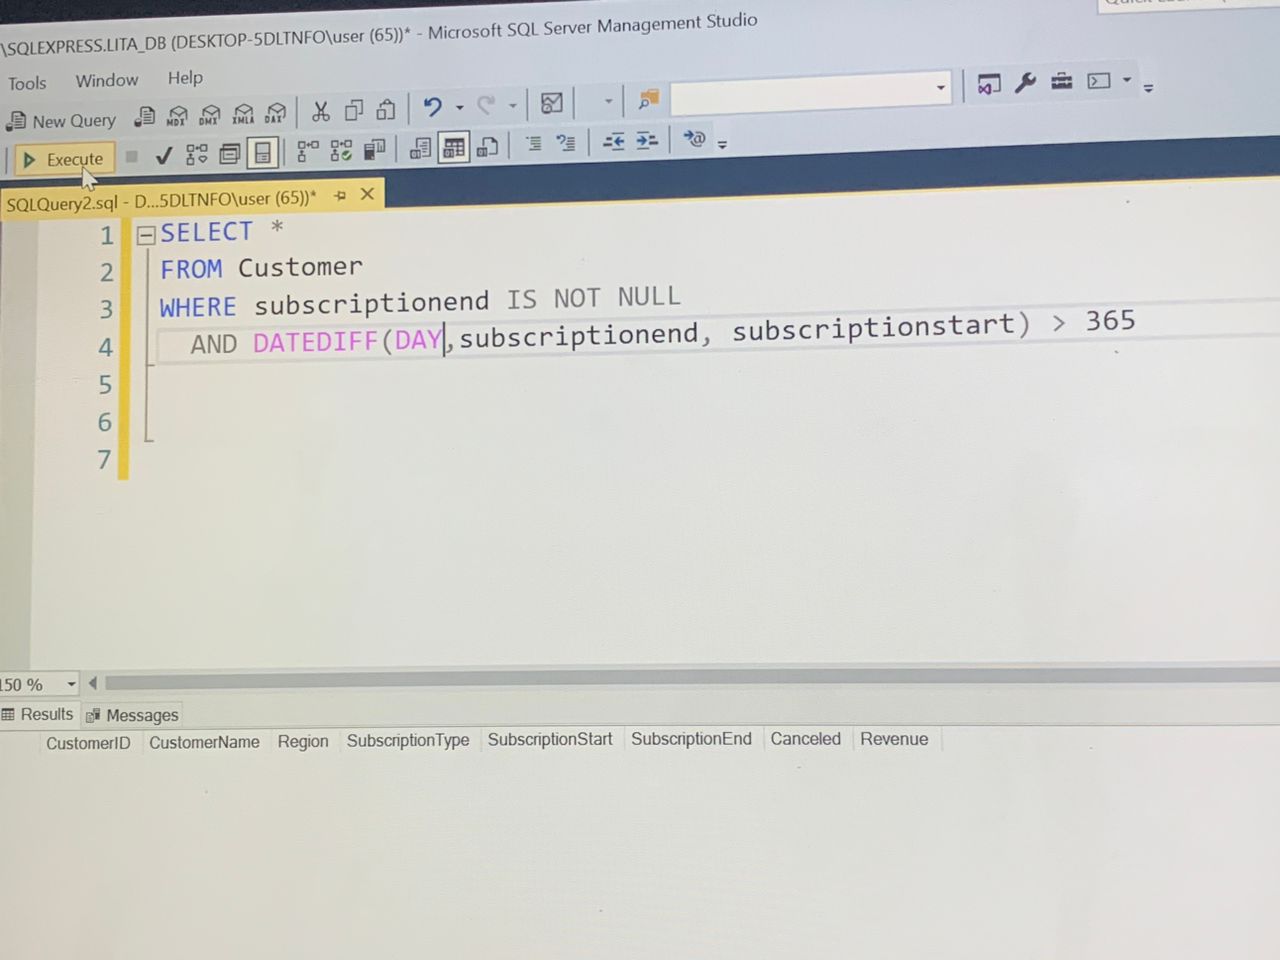 \SQLEXPRESS.LITA_DB (DESKTOP-5DLTNFO\user (65))* - Microsoft SQL Server Management Studio
Tools Window Help
New Query MDX DMX XMLA DAX
Execute
SQLQuery2.sql - D...5DLTNFO\user (65))*
1 SELECT *
2 FROM Customer
3 WHERE subscriptionend IS NOT NULL
4 AND DATEDIFF(DAY,subscriptionend, subscriptionstart) > 365
5
6
7
150 %
Results Messages
CustomerID CustomerName Region SubscriptionType SubscriptionStart SubscriptionEnd Canceled Revenue